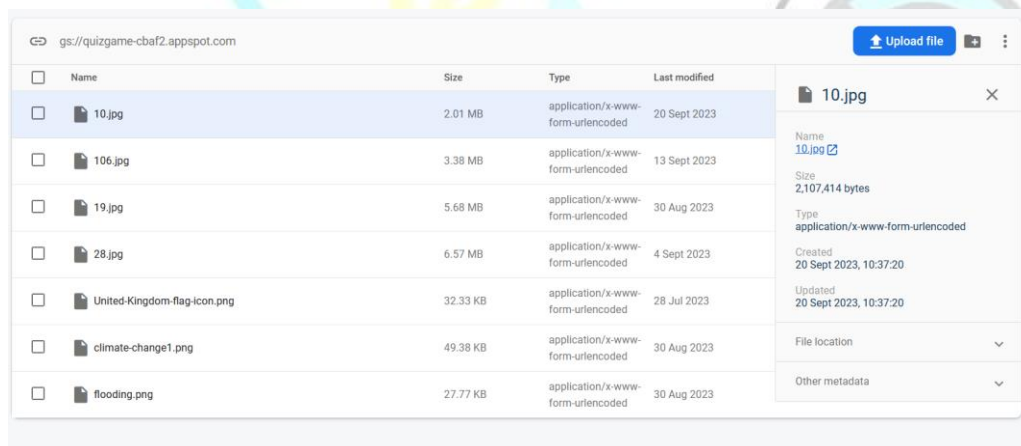 gs://quizgame-cbaf2.appspot.com
Upload file
Name Size Type Last modified
10.jpg 2.01 MB application/x-www-form-urlencoded 20 Sept 2023
106.jpg 3.38 MB application/x-www-form-urlencoded 13 Sept 2023
19.jpg 5.68 MB application/x-www-form-urlencoded 30 Aug 2023
28.jpg 6.57 MB application/x-www-form-urlencoded 4 Sept 2023
United-Kingdom-flag-icon.png 32.33 KB application/x-www-form-urlencoded 28 Jul 2023
climate-change1.png 49.38 KB application/x-www-form-urlencoded 30 Aug 2023
flooding.png 27.77 KB application/x-www-form-urlencoded 30 Aug 2023
10.jpg
Name
10.jpg
Size
2,107,414 bytes
Type
application/x-www-form-urlencoded
Created
20 Sept 2023, 10:37:20
Updated
20 Sept 2023, 10:37:20
File location
Other metadata